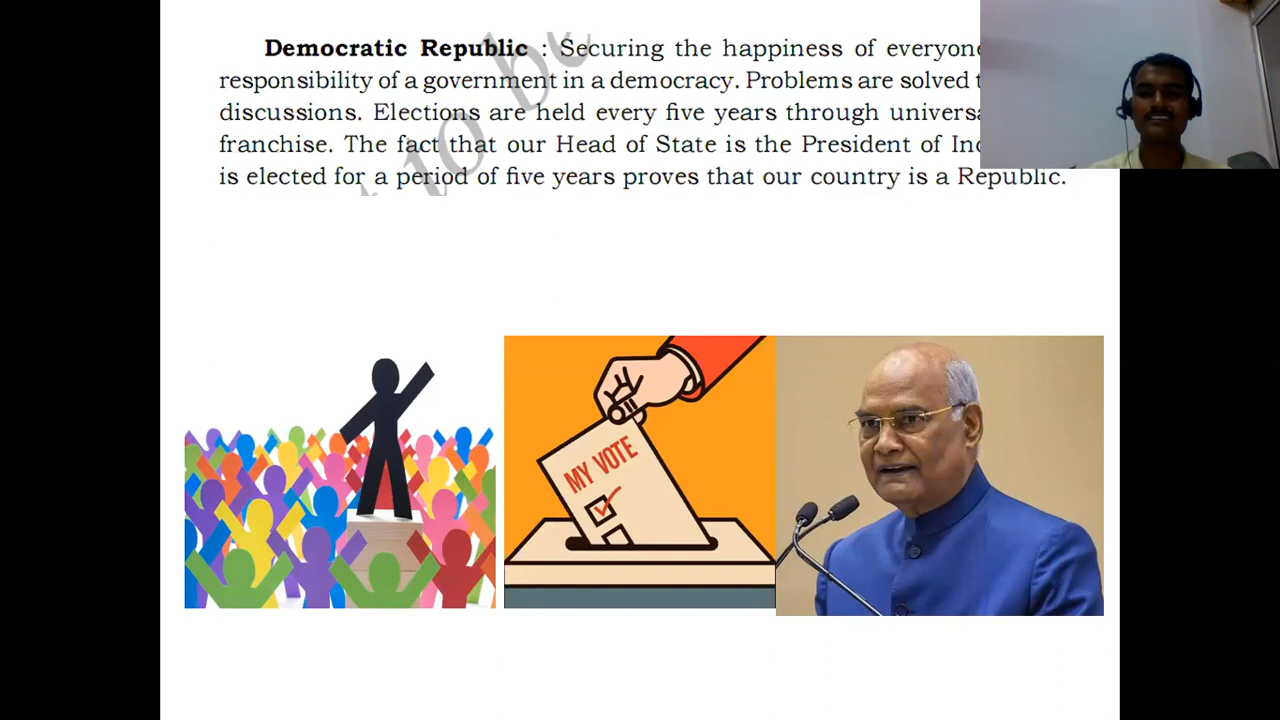 Democratic Republic : Securing the happiness of everyone
responsibility of a government in a democracy. Problems are solved
discussions. Elections are held every five years through
franchise. The fact that our Head of State is the President of
is elected for a period of five years proves that our country is a Republic.
to be
MY VOTE